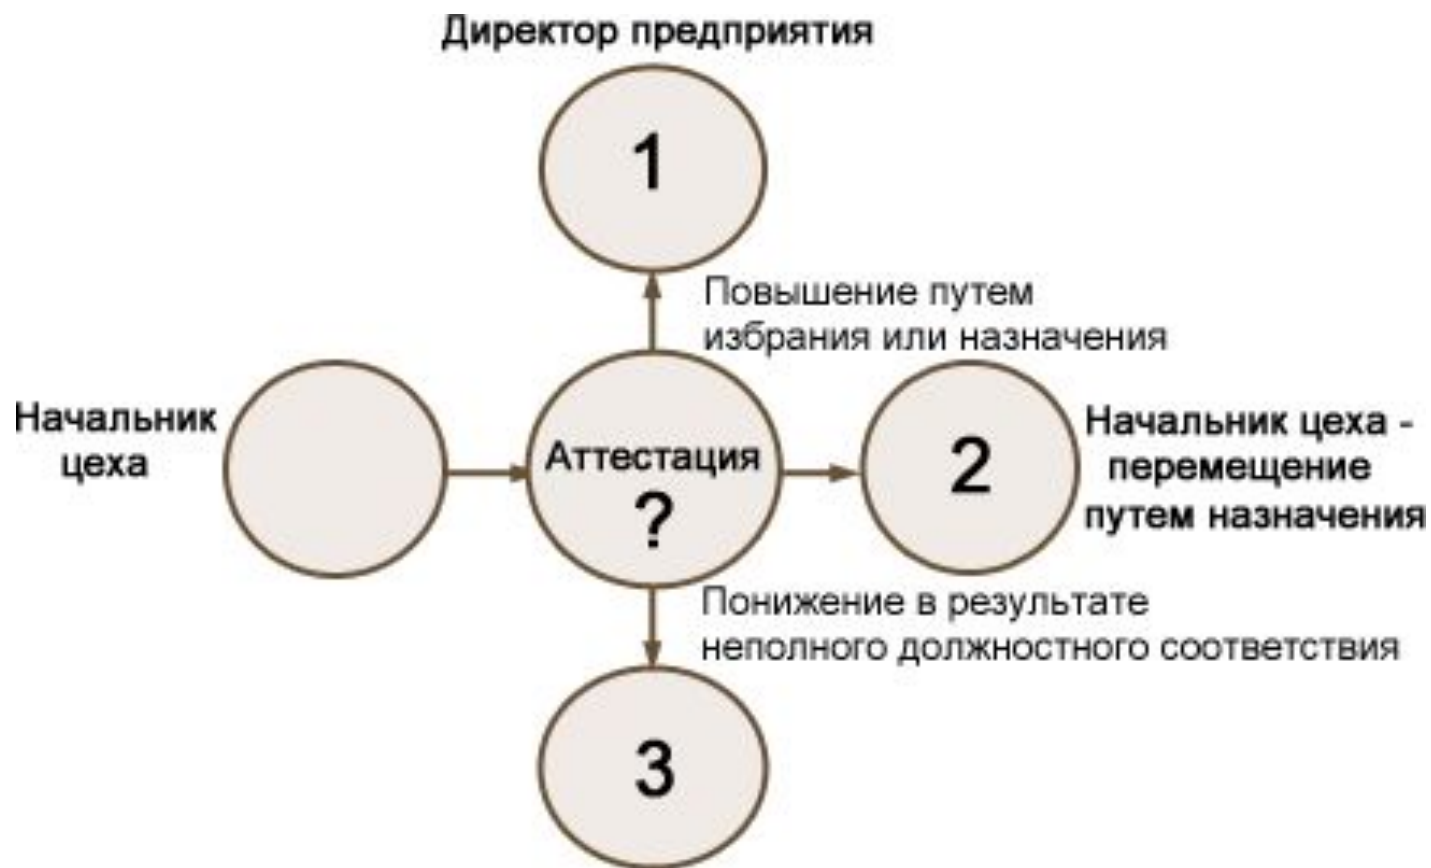 Директор предприятия
1
Повышение путем
избрания или назначения
Начальник
цеха
Аттестация
?
2
Начальник цеха -
перемещение
путем назначения
Понижение в результате
неполного должностного соответствия
3